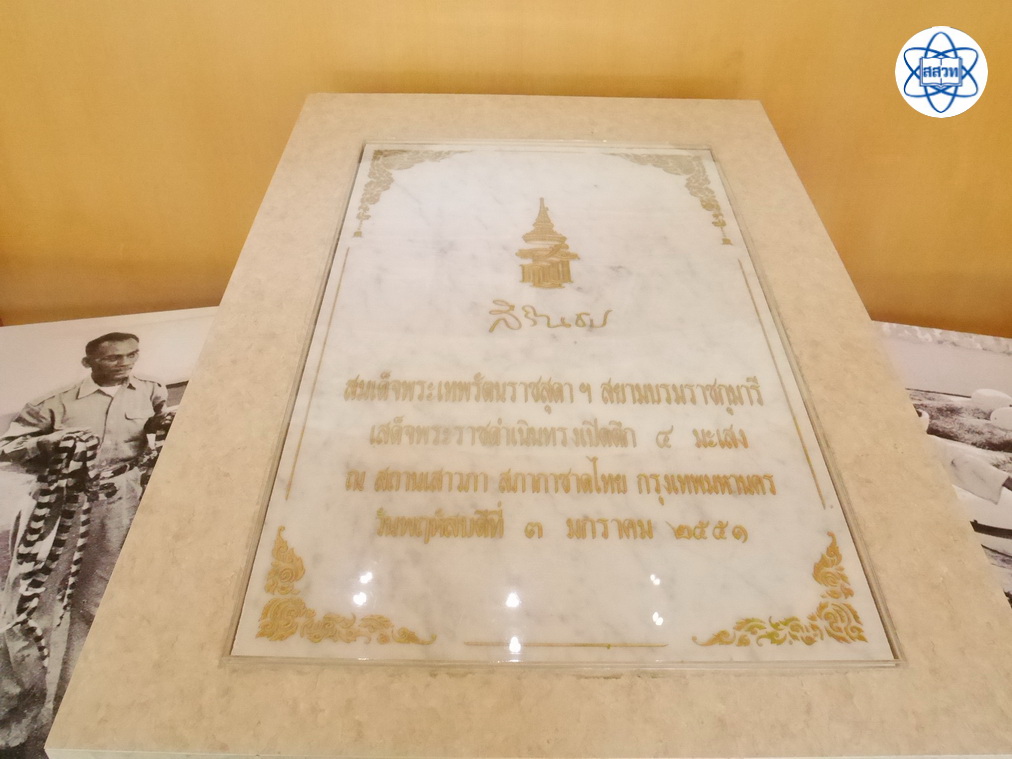 สสวท
สิรินธร
สมเด็จพระเทพรัตนราชสุดา ฯ สยามบรมราชกุมารี
เสด็จพระราชดำเนินทรงเปิดตึก ๔ มะเสง
ณ สถานเสาวภา สภากาชาดไทย กรุงเทพมหานคร
วันพฤหัสบดีที่ ๓ มกราคม ๒๕๕๑